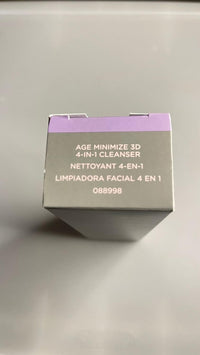 AGE MINIMIZE 3D
4-IN-1 CLEANSER
NETTOYANT 4-EN-1
LIMPIADORA FACIAL 4 EN 1
088998